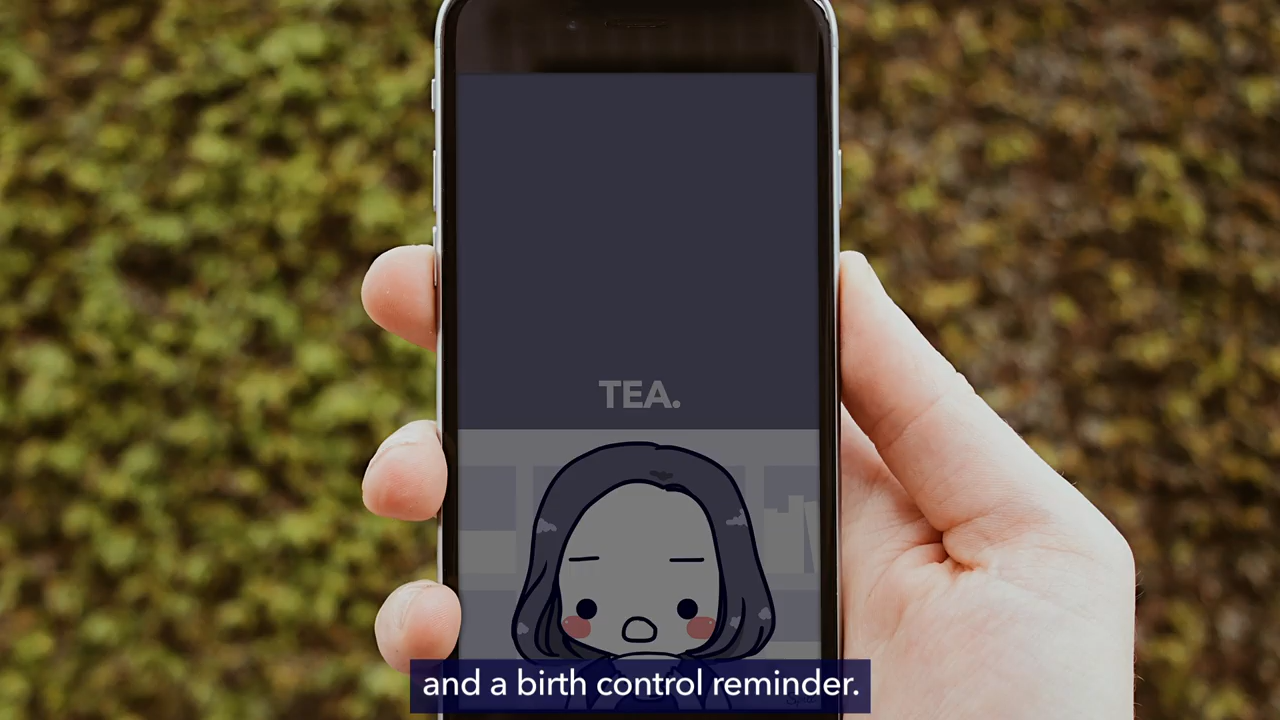 TEA.
and a birth control reminder.